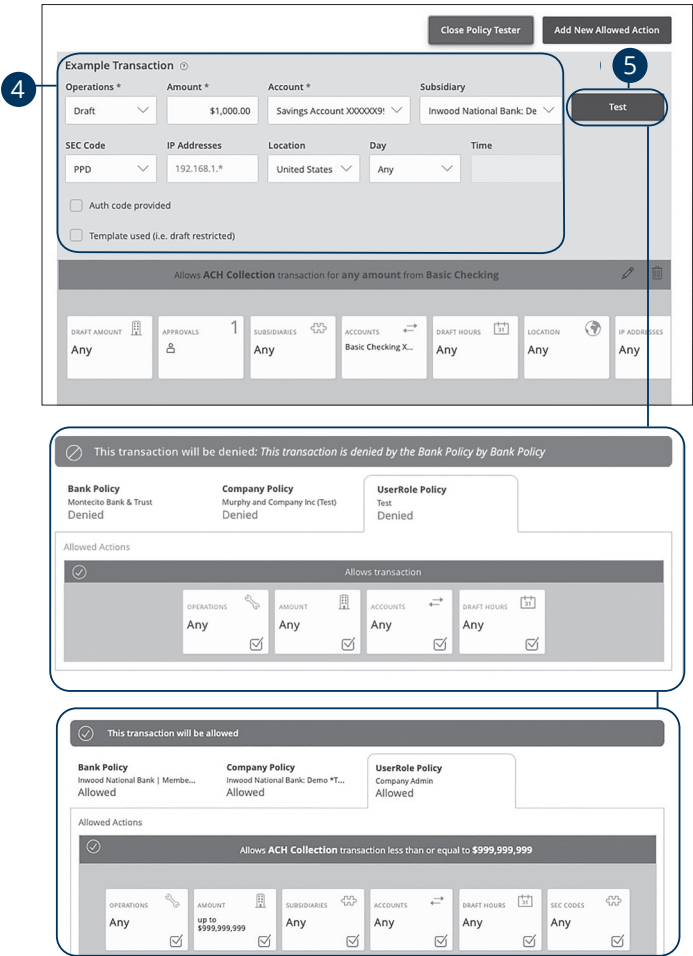 Close Policy Tester
Add New Allowed Action
Example Transaction
4
5
Operations *
Amount *
Account *
Subsidiary
Draft
$1,000.00
Savings Account XXXXXX9!
Inwood National Bank: De
Test
SEC Code
IP Addresses
Location
Day
Time
PPD
192.168.1.*
United States
Any
Auth code provided
Template used (i.e. draft restricted)
Allows ACH Collection transaction for any amount from Basic Checking
DRAFT AMOUNT
Any
APPROVALS
1
SUBSIDIARIES
Any
ACCOUNTS
Basic Checking X...
DRAFT HOURS
31
Any
LOCATION
Any
IP ADDRESSES
Any
This transaction will be denied: This transaction is denied by the Bank Policy by Bank Policy
Bank Policy
Montecito Bank & Trust
Denied
Company Policy
Murphy and Company Inc (Test)
Denied
UserRole Policy
Test
Denied
Allowed Actions
Allows transaction
OPERATIONS
Any
AMOUNT
Any
ACCOUNTS
Any
DRAFT HOURS
31
Any
This transaction will be allowed
Bank Policy
Inwood National Bank | Membe...
Allowed
Company Policy
Inwood National Bank: Demo *T...
Allowed
UserRole Policy
Company Admin
Allowed
Allowed Actions
Allows ACH Collection transaction less than or equal to $999,999,999
OPERATIONS
Any
AMOUNT
up to
$999,999,999
SUBSIDIARIES
Any
ACCOUNTS
Any
DRAFT HOURS
31
Any
SEC CODES
Any